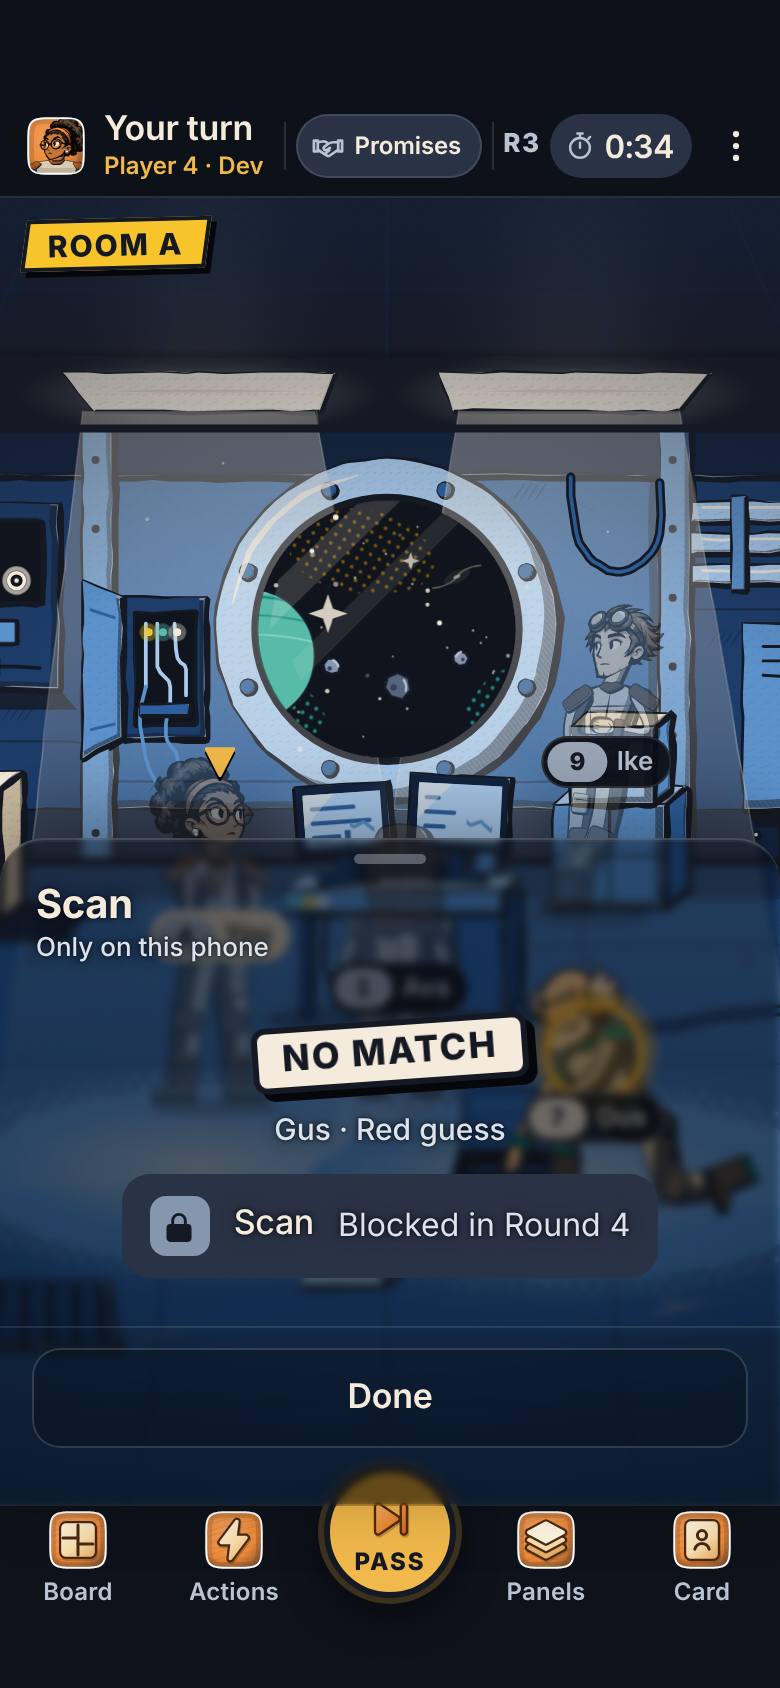 Your turn
Player 4 · Dev
Promises
R3
0:34
ROOM A
9 Ike
Scan
Only on this phone
NO MATCH
Gus · Red guess
Scan Blocked in Round 4
Done
PASS
Board
Actions
Panels
Card